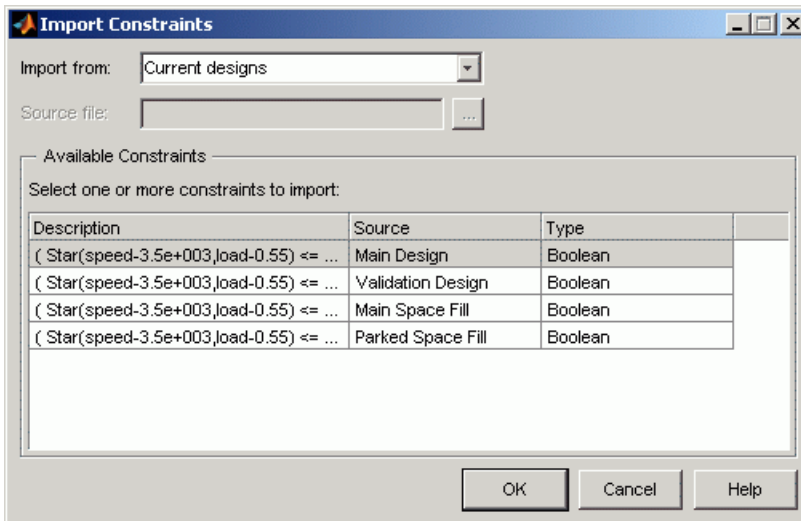 Import Constraints
Import from: Current designs
Source file: ...
Available Constraints
Select one or more constraints to import:
Description Source Type
( Star(speed-3.5e+003,load-0.55) <= ... Main Design Boolean
( Star(speed-3.5e+003,load-0.55) <= ... Validation Design Boolean
( Star(speed-3.5e+003,load-0.55) <= ... Main Space Fill Boolean
( Star(speed-3.5e+003,load-0.55) <= ... Parked Space Fill Boolean
OK Cancel Help